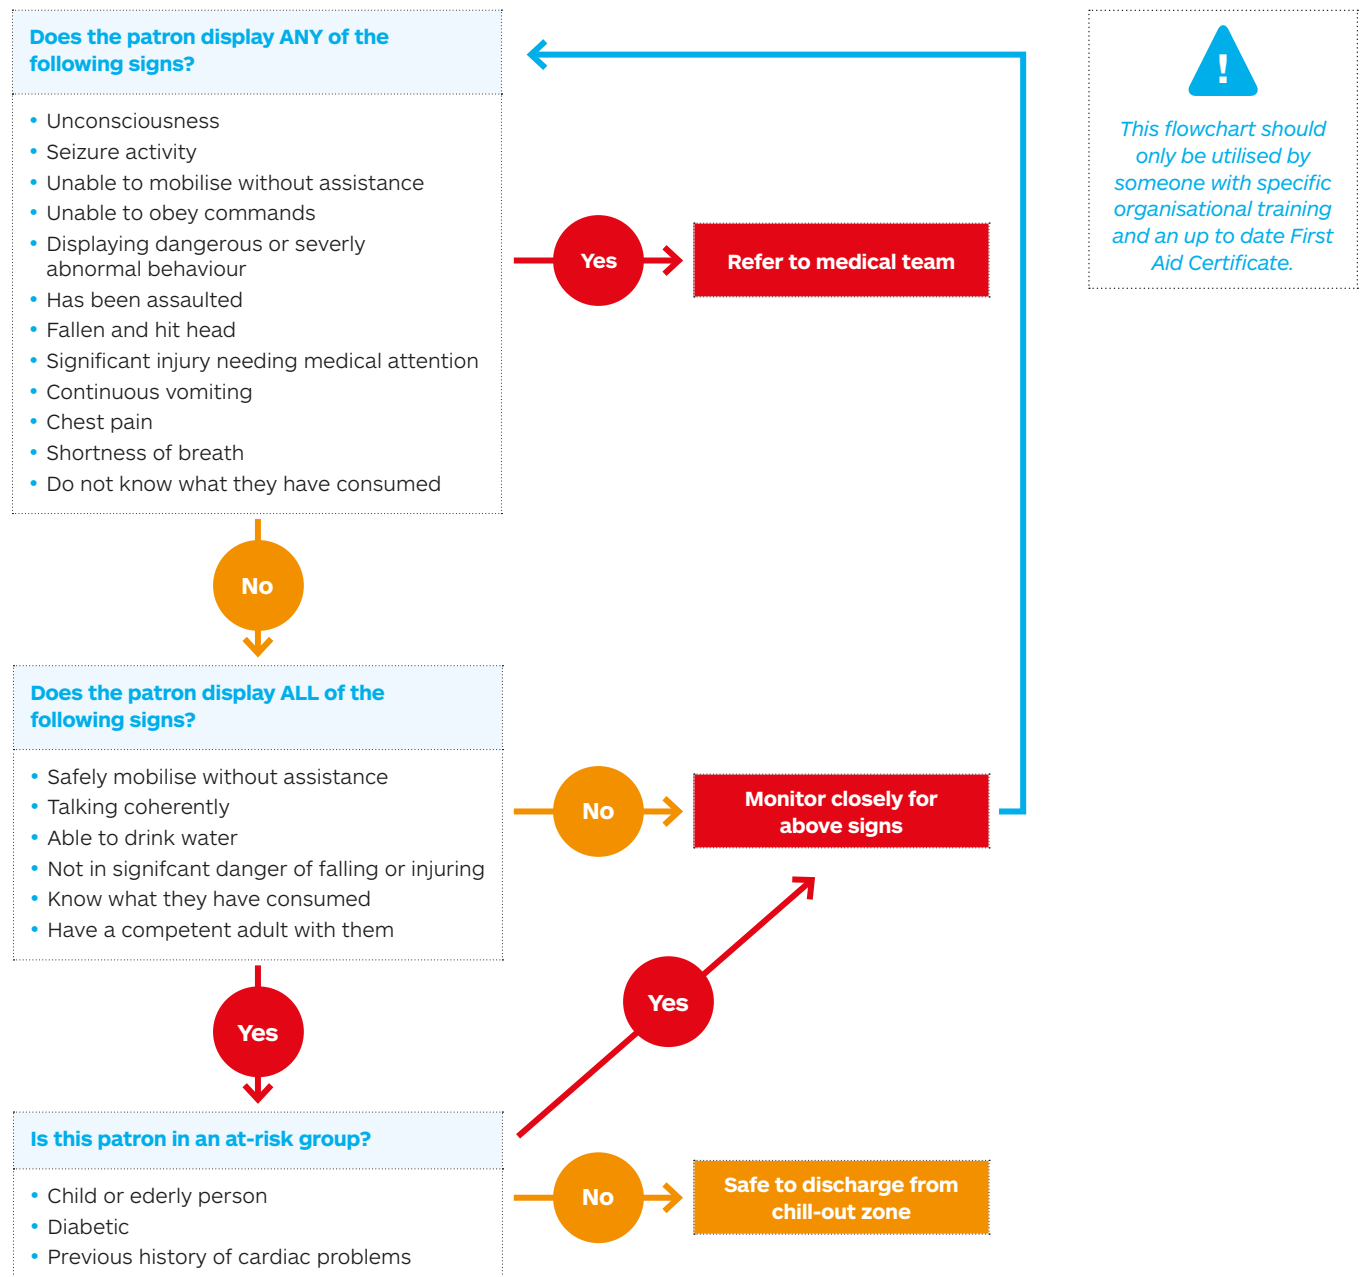 Does the patron display ANY of the
following signs?
• Unconsciousness
• Seizure activity
• Unable to mobilise without assistance
• Unable to obey commands
• Displaying dangerous or severly
abnormal behaviour
• Has been assaulted
• Fallen and hit head
• Significant injury needing medical attention
• Continuous vomiting
• Chest pain
• Shortness of breath
• Do not know what they have consumed
Yes
Refer to medical team
!
This flowchart should
only be utilised by
someone with specific
organisational training
and an up to date First
Aid Certificate.
No
Does the patron display ALL of the
following signs?
• Safely mobilise without assistance
• Talking coherently
• Able to drink water
• Not in signifcant danger of falling or injuring
• Know what they have consumed
• Have a competent adult with them
No
Monitor closely for
above signs
Yes
Yes
Is this patron in an at-risk group?
• Child or ederly person
• Diabetic
• Previous history of cardiac problems
No
Safe to discharge from
chill-out zone